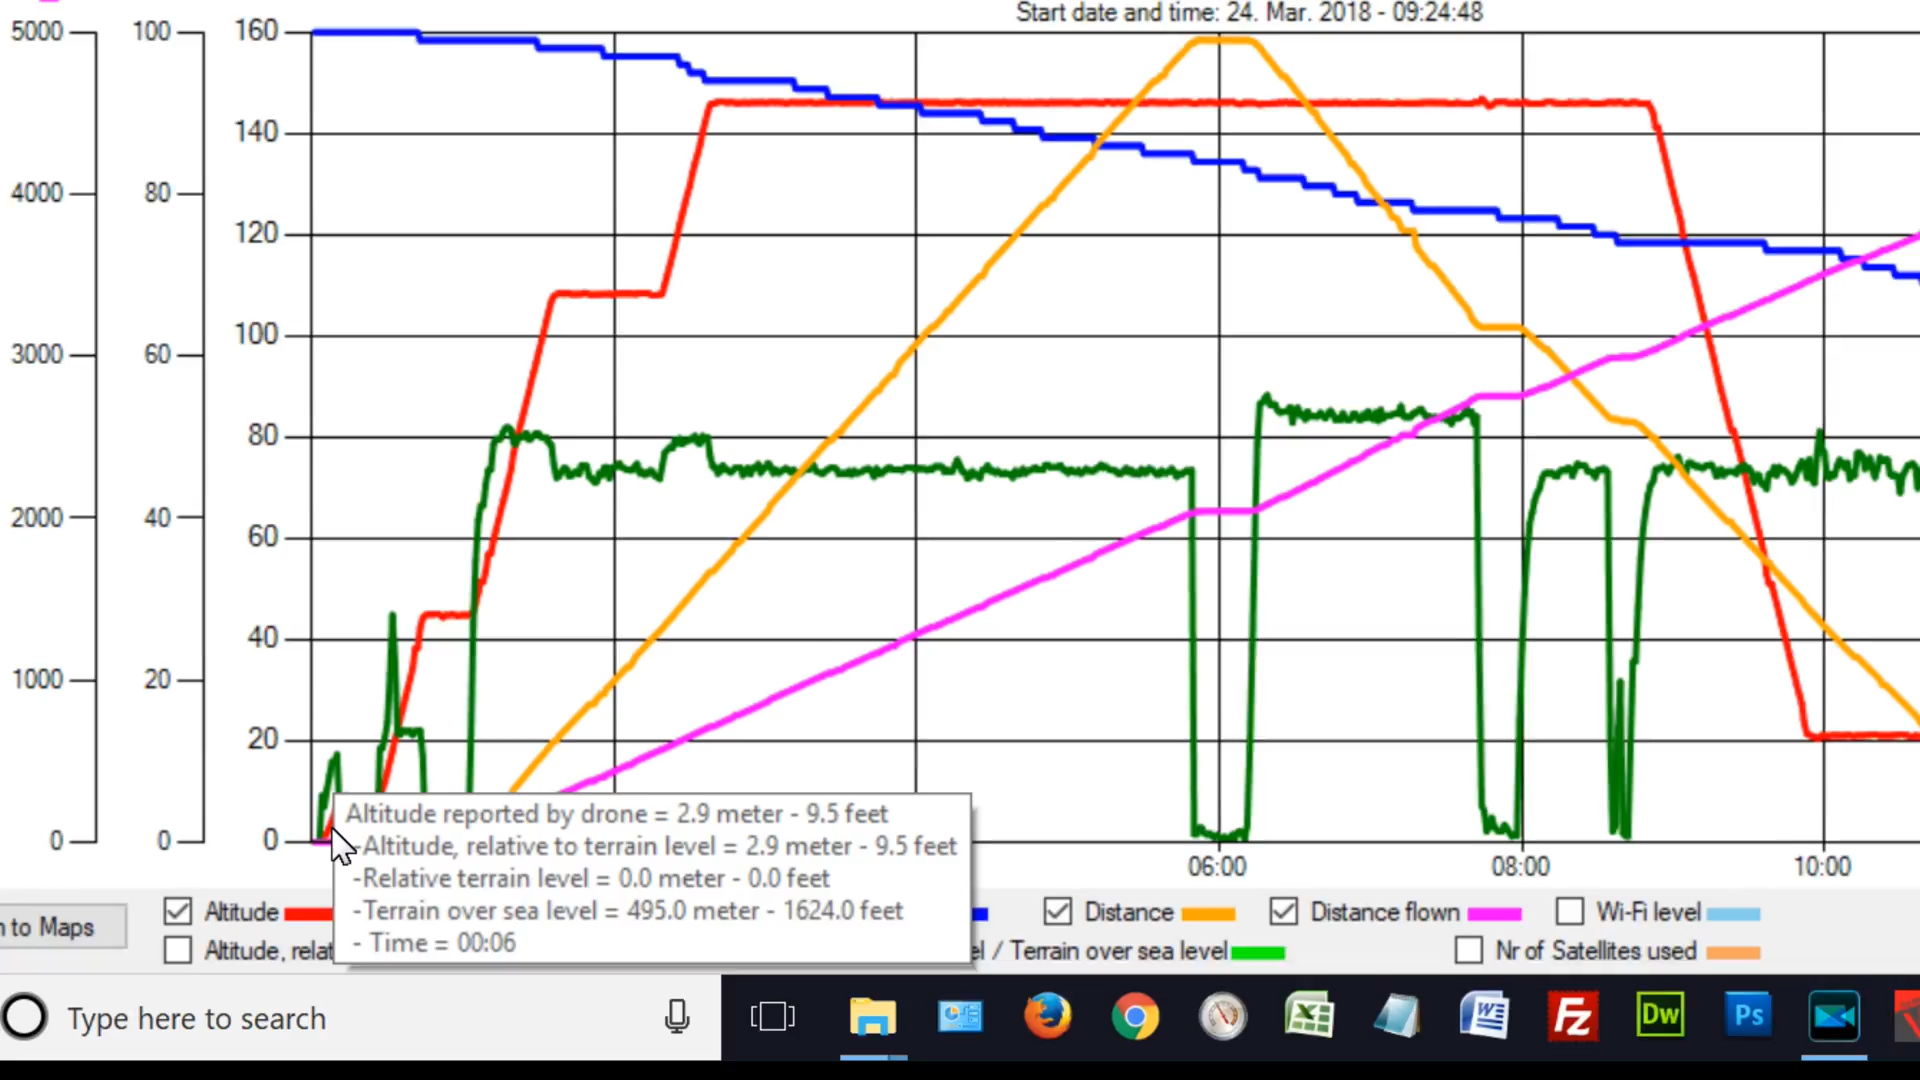 Start date and time: 24. Mar. 2018 - 09:24:48
5000 100 160
140
4000 80
120
3000 60 100
80
2000 40 60
40
1000 20
20
0 0 0
06:00 08:00 10:00
Altitude reported by drone = 2.9 meter - 9.5 feet
-Altitude, relative to terrain level = 2.9 meter - 9.5 feet
-Relative terrain level = 0.0 meter - 0.0 feet
-Terrain over sea level = 495.0 meter - 1624.0 feet
- Time = 00:06
to Maps Altitude Distance Distance flown Wi-Fi level
Altitude, / Terrain over sea level Nr of Satellites used
Type here to search
W Fz Dw Ps